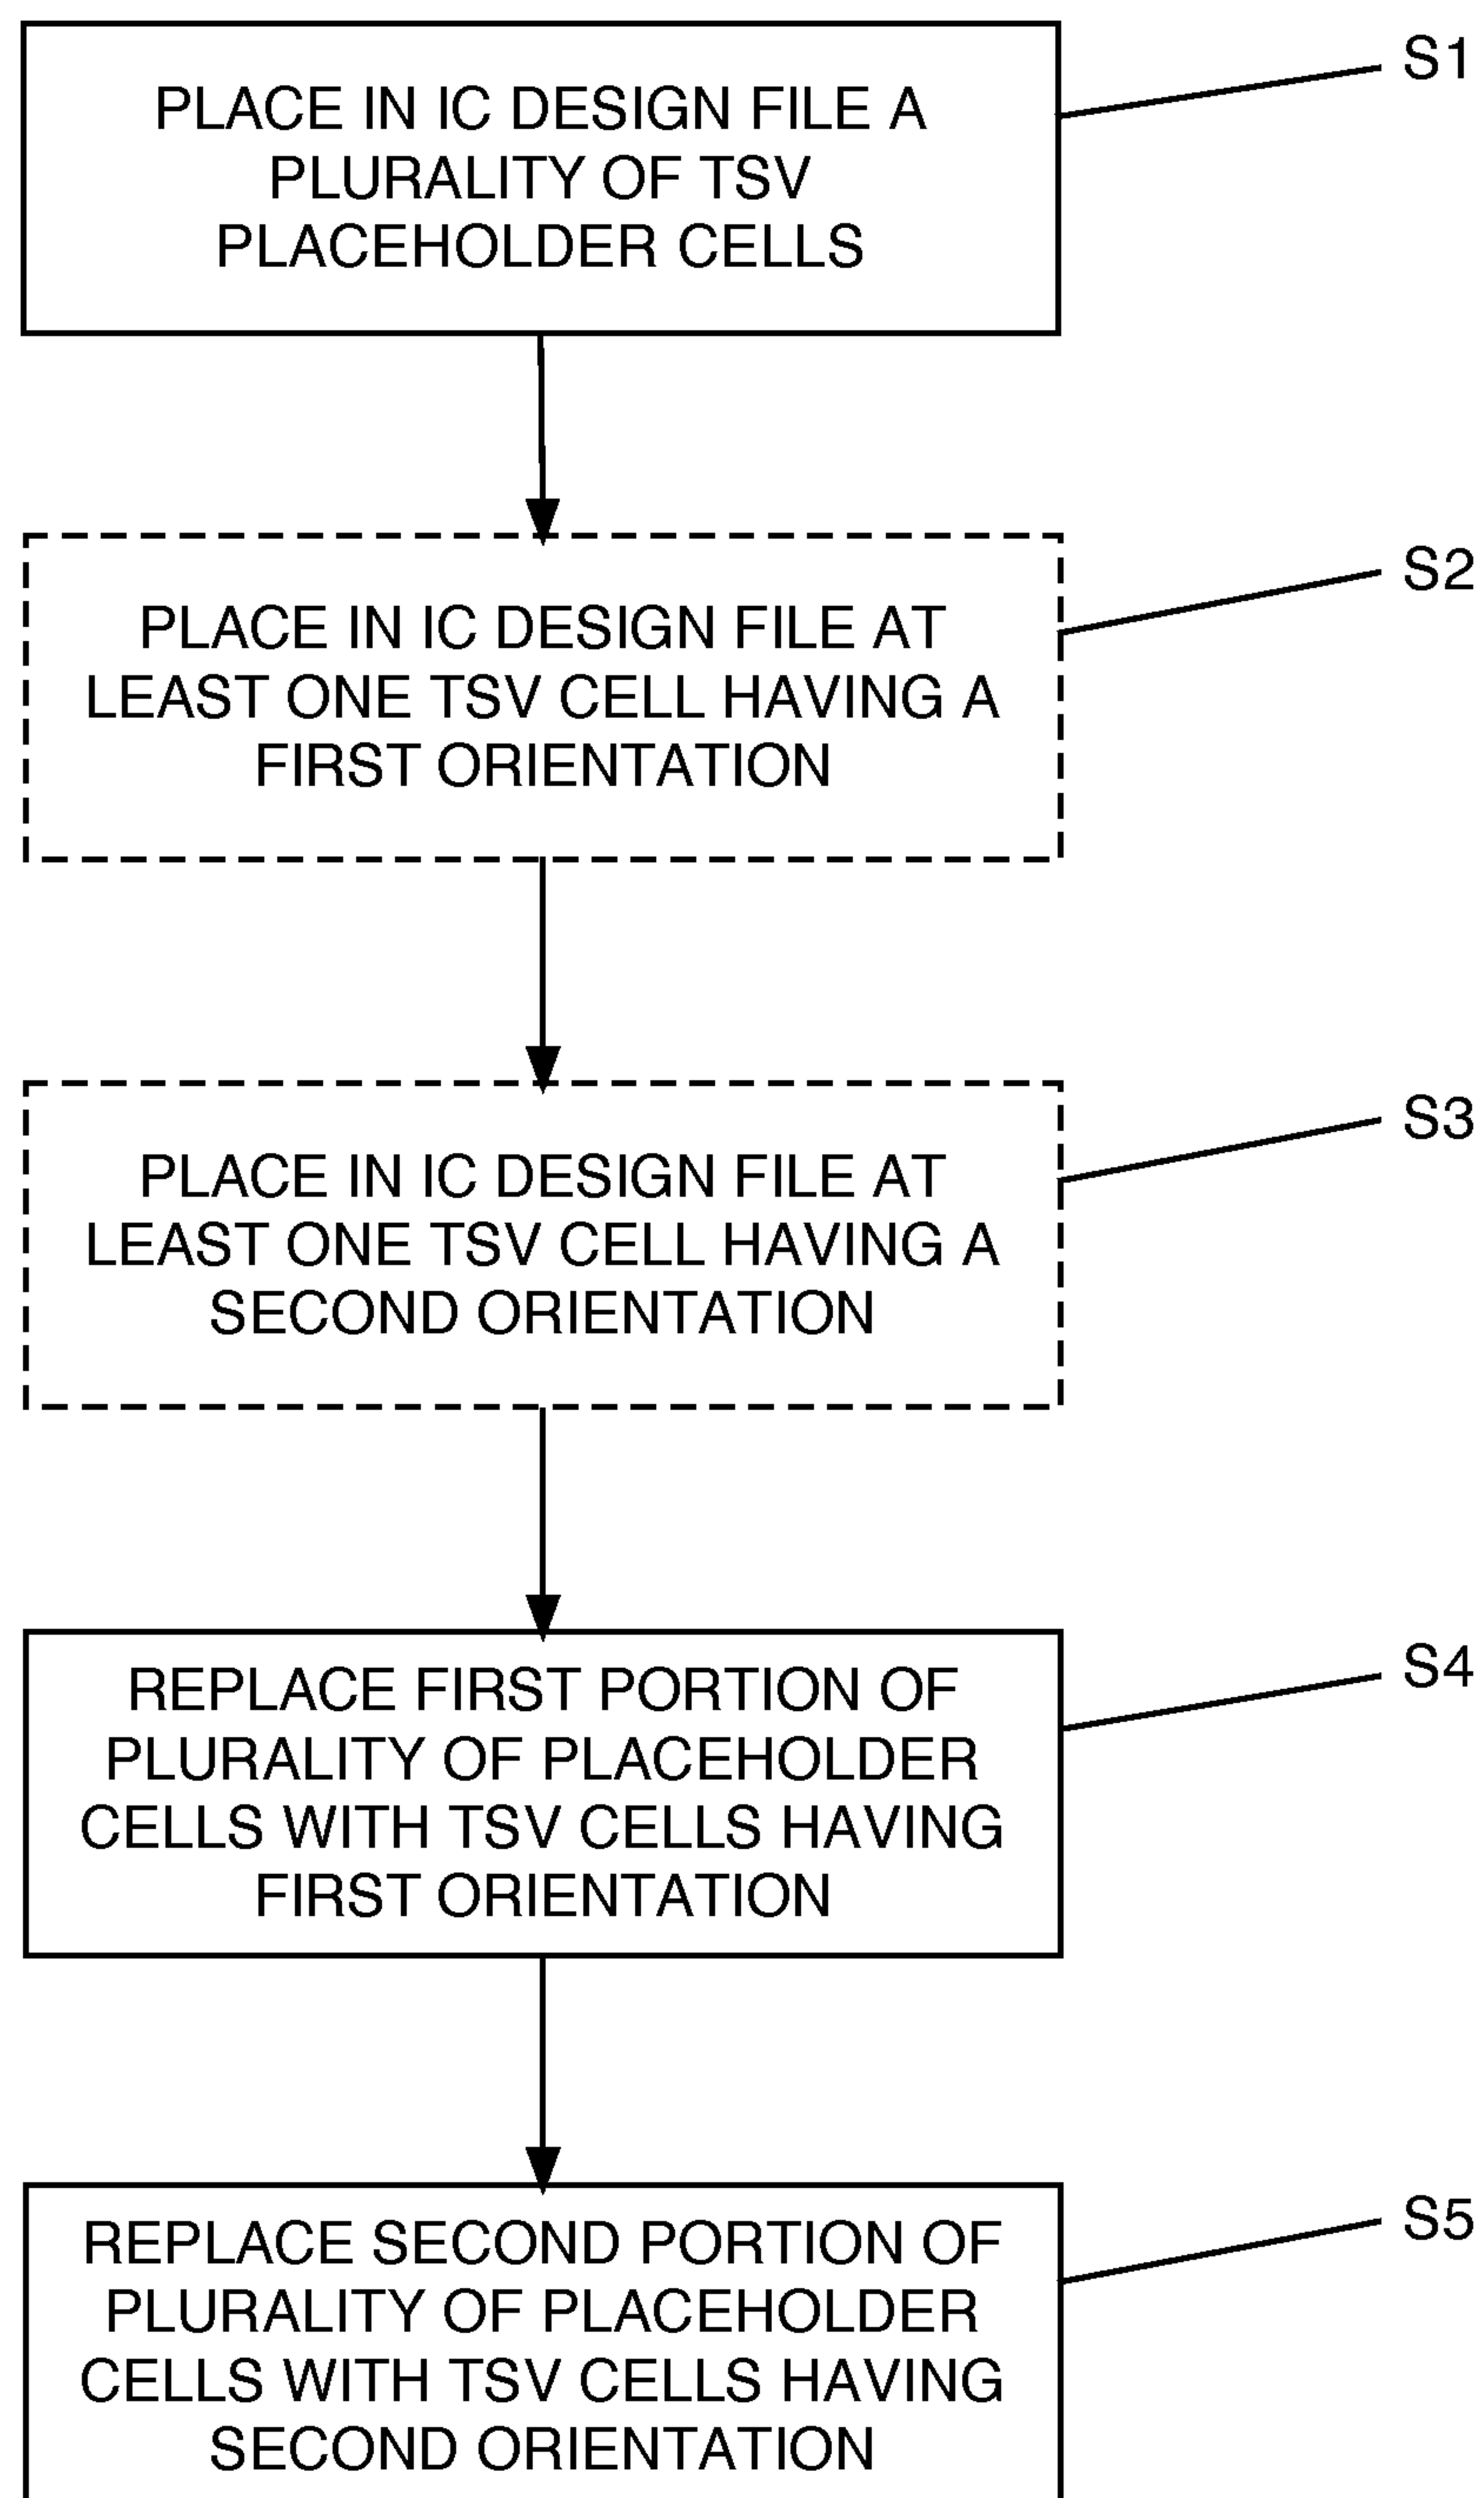 PLACE IN IC DESIGN FILE A
PLURALITY OF TSV
PLACEHOLDER CELLS
S1
PLACE IN IC DESIGN FILE AT
LEAST ONE TSV CELL HAVING A
FIRST ORIENTATION
S2
PLACE IN IC DESIGN FILE AT
LEAST ONE TSV CELL HAVING A
SECOND ORIENTATION
S3
REPLACE FIRST PORTION OF
PLURALITY OF PLACEHOLDER
CELLS WITH TSV CELLS HAVING
FIRST ORIENTATION
S4
REPLACE SECOND PORTION OF
PLURALITY OF PLACEHOLDER
CELLS WITH TSV CELLS HAVING
SECOND ORIENTATION
S5